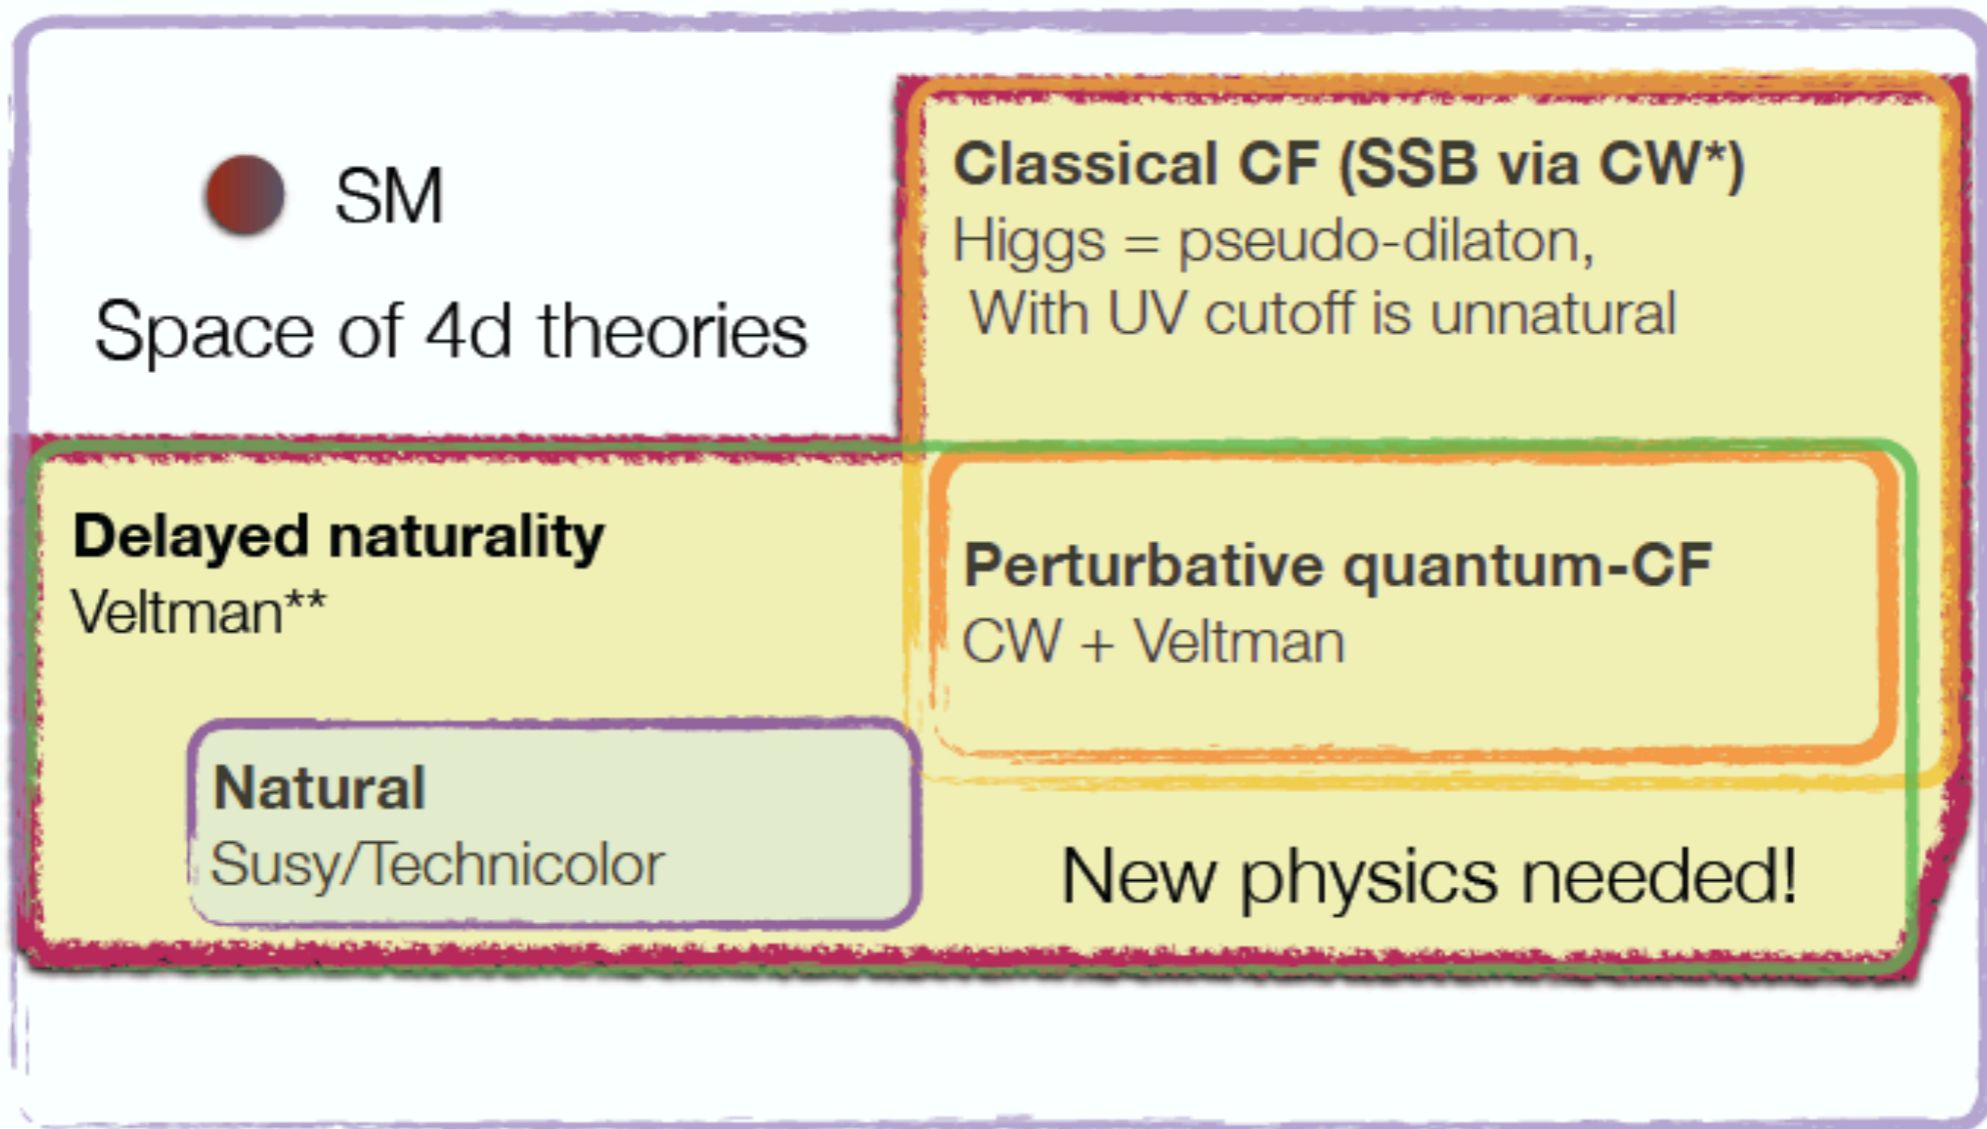 SM
Space of 4d theories
Classical CF (SSB via CW*)
Higgs = pseudo-dilaton,
With UV cutoff is unnatural
Delayed naturality
Veltman**
Perturbative quantum-CF
CW + Veltman
Natural
Susy/Technicolor
New physics needed!